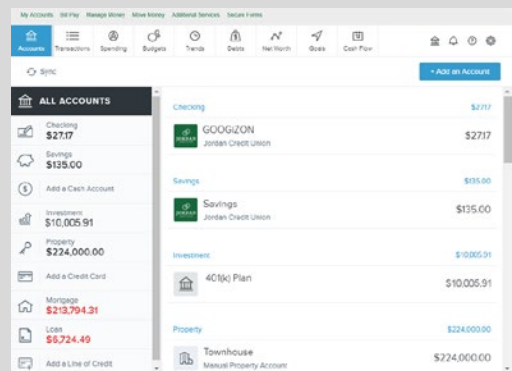 My Accounts Bill Pay Manage Money Move Money Additional Services Secure Forms
Accounts Transactions Spending Budgets Trends Debts Net Worth Goals Cash Flow
Sync
+ Add an Account
ALL ACCOUNTS
Checking
$27.17
Savings
$135.00
Add a Cash Account
Investment
$10,005.91
Property
$224,000.00
Add a Credit Card
Mortgage
$213,794.31
Loan
$6,724.49
Add a Line of Credit
Checking $27.17
GOOGIZON
Jordan Credit Union
$27.17
Savings $135.00
Savings
Jordan Credit Union
$135.00
Investment $10,005.91
401(k) Plan
$10,005.91
Property $224,000.00
Townhouse
Manual Property Account
$224,000.00